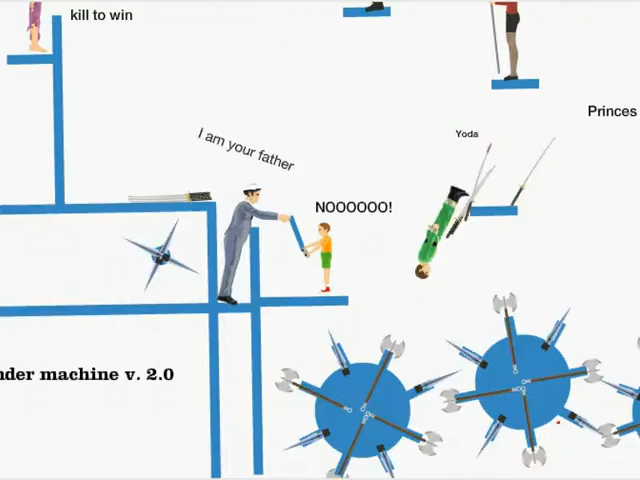 kill to win
Princes
Yoda
I am your father
NOOOOOO!
nder machine v. 2.0